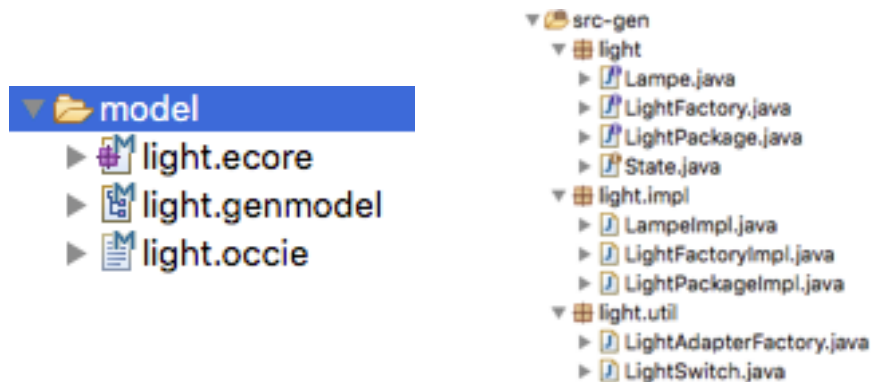 model
light.ecore
light.genmodel
light.occie
src-gen
light
Lampe.java
LightFactory.java
LightPackage.java
State.java
light.impl
LampeImpl.java
LightFactoryImpl.java
LightPackageImpl.java
light.util
LightAdapterFactory.java
LightSwitch.java